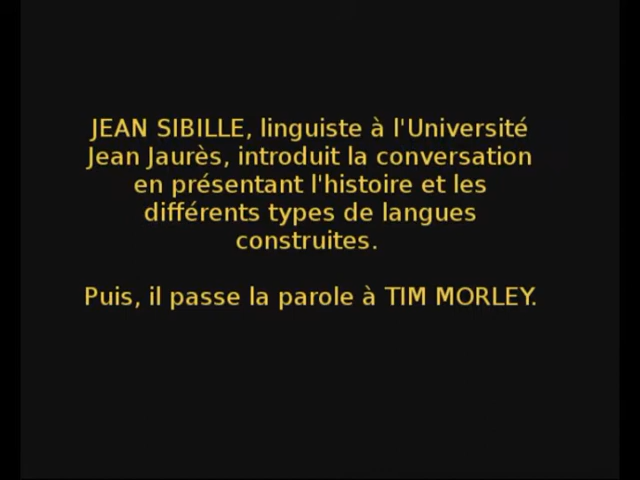 JEAN SIBILLE, linguiste à l'Université
Jean Jaurès, introduit la conversation
en présentant l'histoire et les
différents types de langues
construites.
Puis, il passe la parole à TIM MORLEY.